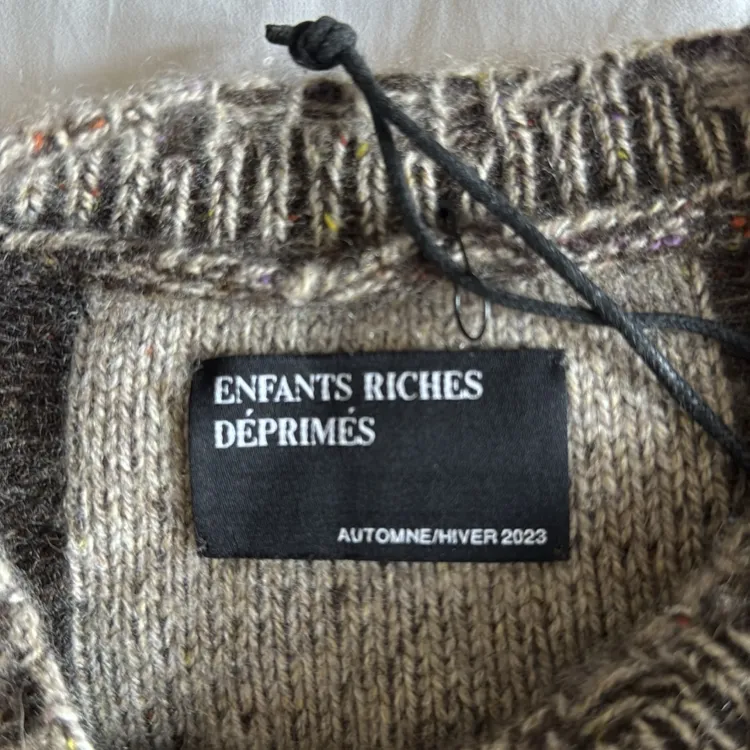 ENFANTS RICHES
DÉPRIMÉS
AUTOMNE/HIVER 2023